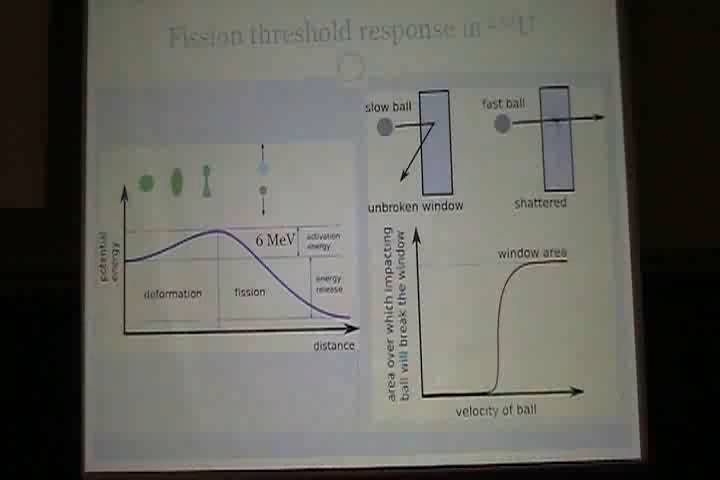 Fission threshold response in
slow ball
fast ball
unbroken window
shattered
potential
energy
6 MeV
activation
energy
energy
release
deformation
fission
distance
area over which impacting
ball will break the window
window area
velocity of ball